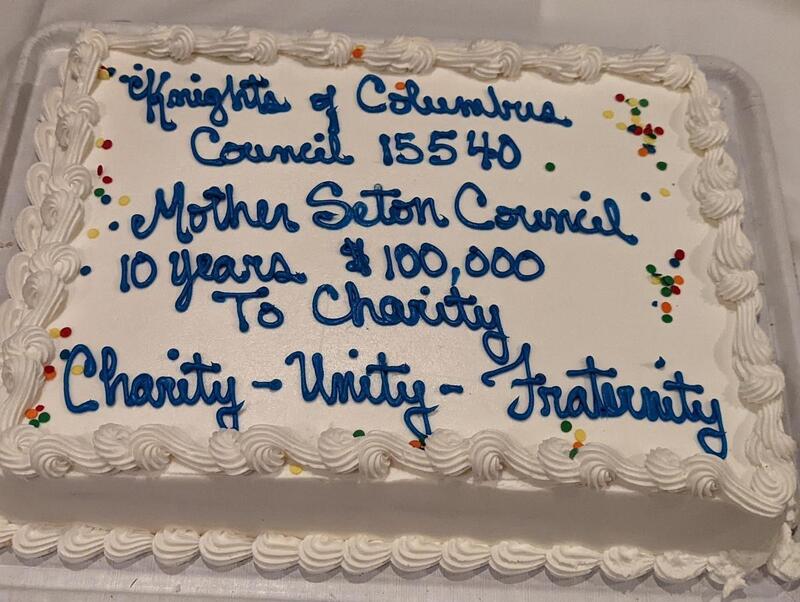 Knights of Columbus
Council 15540
Mother Seton Council
10 years $100,000
To Charity
Charity - Unity - Fraternity